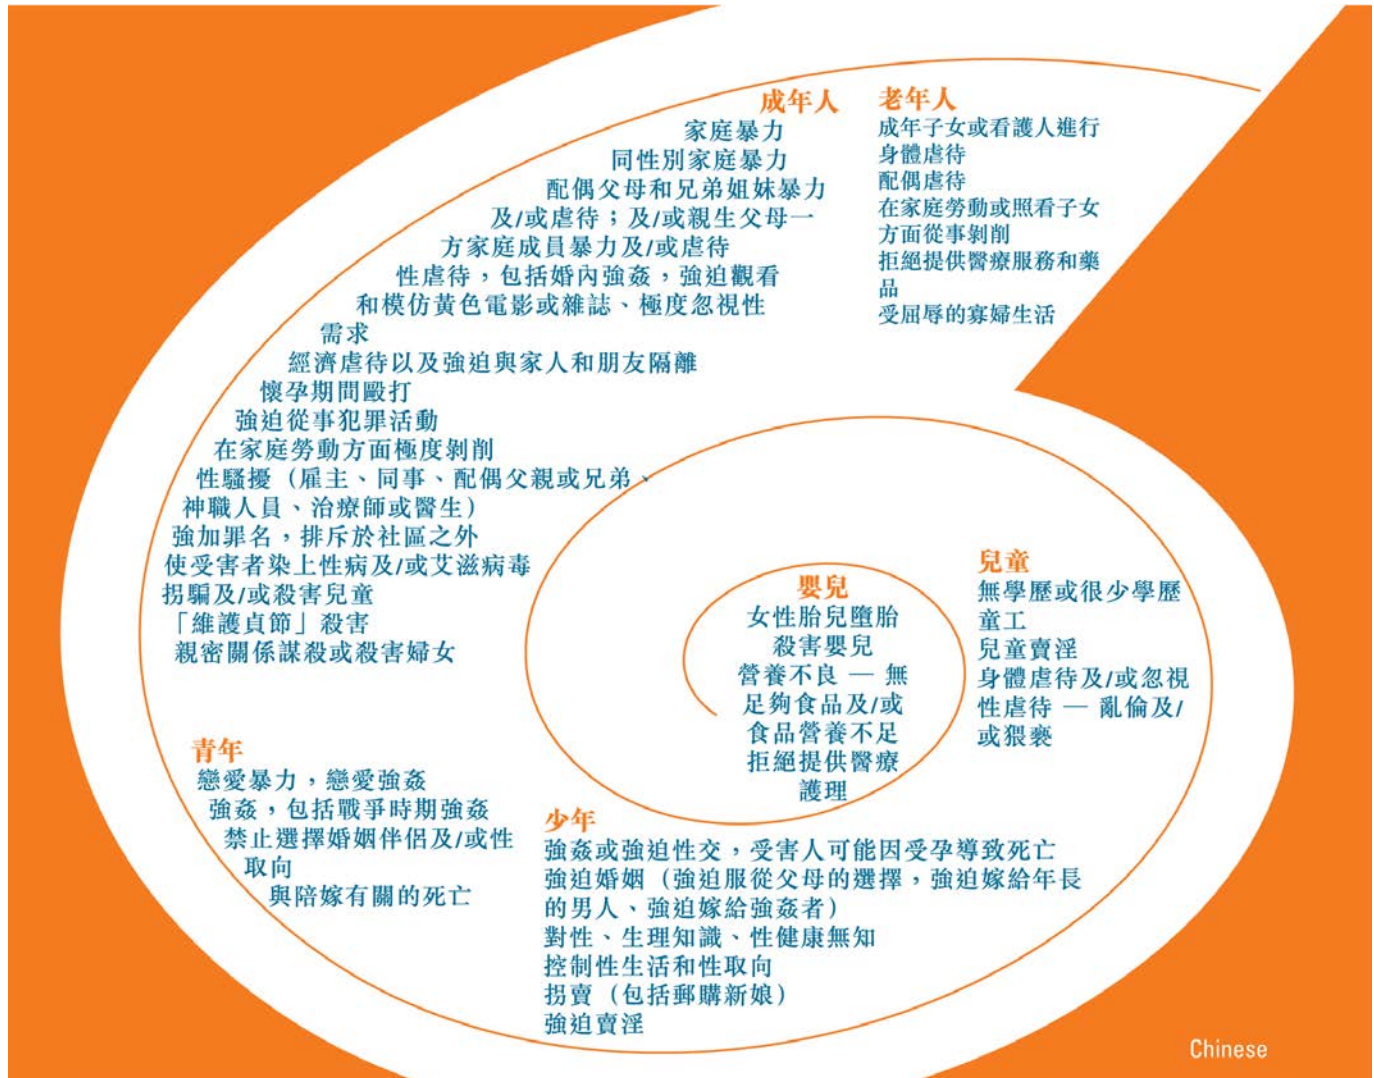 成年人
家庭暴力
同性別家庭暴力
配偶父母和兄弟姐妹暴力
及/或虐待；及/或親生父母一
方家庭成員暴力及/或虐待
性虐待，包括婚內強姦，強迫觀看
和模仿黃色電影或雜誌、極度忽視性
需求
經濟虐待以及強迫與家人和朋友隔離
懷孕期間毆打
強迫從事犯罪活動
在家庭勞動方面極度剝削
性騷擾（雇主、同事、配偶父親或兄弟、
神職人員、治療師或醫生）
強加罪名，排斥於社區之外
使受害者染上性病及/或艾滋病毒
拐騙及/或殺害兒童
「維護貞節」殺害
親密關係謀殺或殺害婦女
老年人
成年子女或看護人進行
身體虐待
配偶虐待
在家庭勞動或照看子女
方面從事剝削
拒絕提供醫療服務和藥
品
受屈辱的寡婦生活
嬰兒
女性胎兒墮胎
殺害嬰兒
營養不良 — 無
足夠食品及/或
食品營養不足
拒絕提供醫療
護理
兒童
無學歷或很少學歷
童工
兒童賣淫
身體虐待及/或忽視
性虐待 — 亂倫及/
或猥褻
青年
戀愛暴力，戀愛強姦
強姦，包括戰爭時期強姦
禁止選擇婚姻伴侶及/或性
取向
與陪嫁有關的死亡
少年
強姦或強迫性交，受害人可能因受孕導致死亡
強迫婚姻（強迫服從父母的選擇，強迫嫁給年長
的男人、強迫嫁給強姦者）
對性、生理知識、性健康無知
控制性生活和性取向
拐賣（包括郵購新娘）
強迫賣淫
Chinese